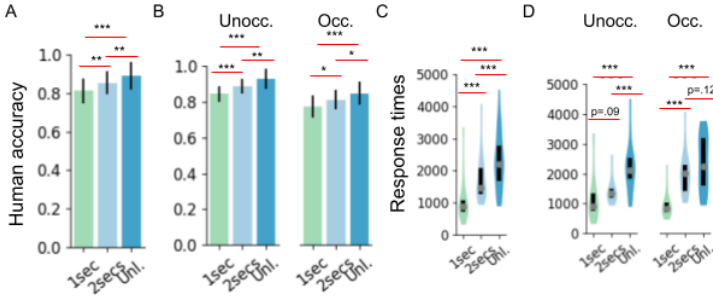 A
B
C
D
Unocc.
Occ.
Unocc.
Occ.
Human accuracy
***
**
**
1.0
0.8
0.6
0.4
0.2
0.0
1sec
2secs
Unl.
***
***
**
***
*
*
1.0
0.8
0.6
0.4
0.2
0.0
1sec
2secs
Unl.
1sec
2secs
Unl.
Response times
***
***
***
5000
4000
3000
2000
1000
0
1sec
2secs
Unl.
***
p=.09
***
***
***
p=.12
5000
4000
3000
2000
1000
0
1sec
2secs
Unl.
1sec
2secs
Unl.